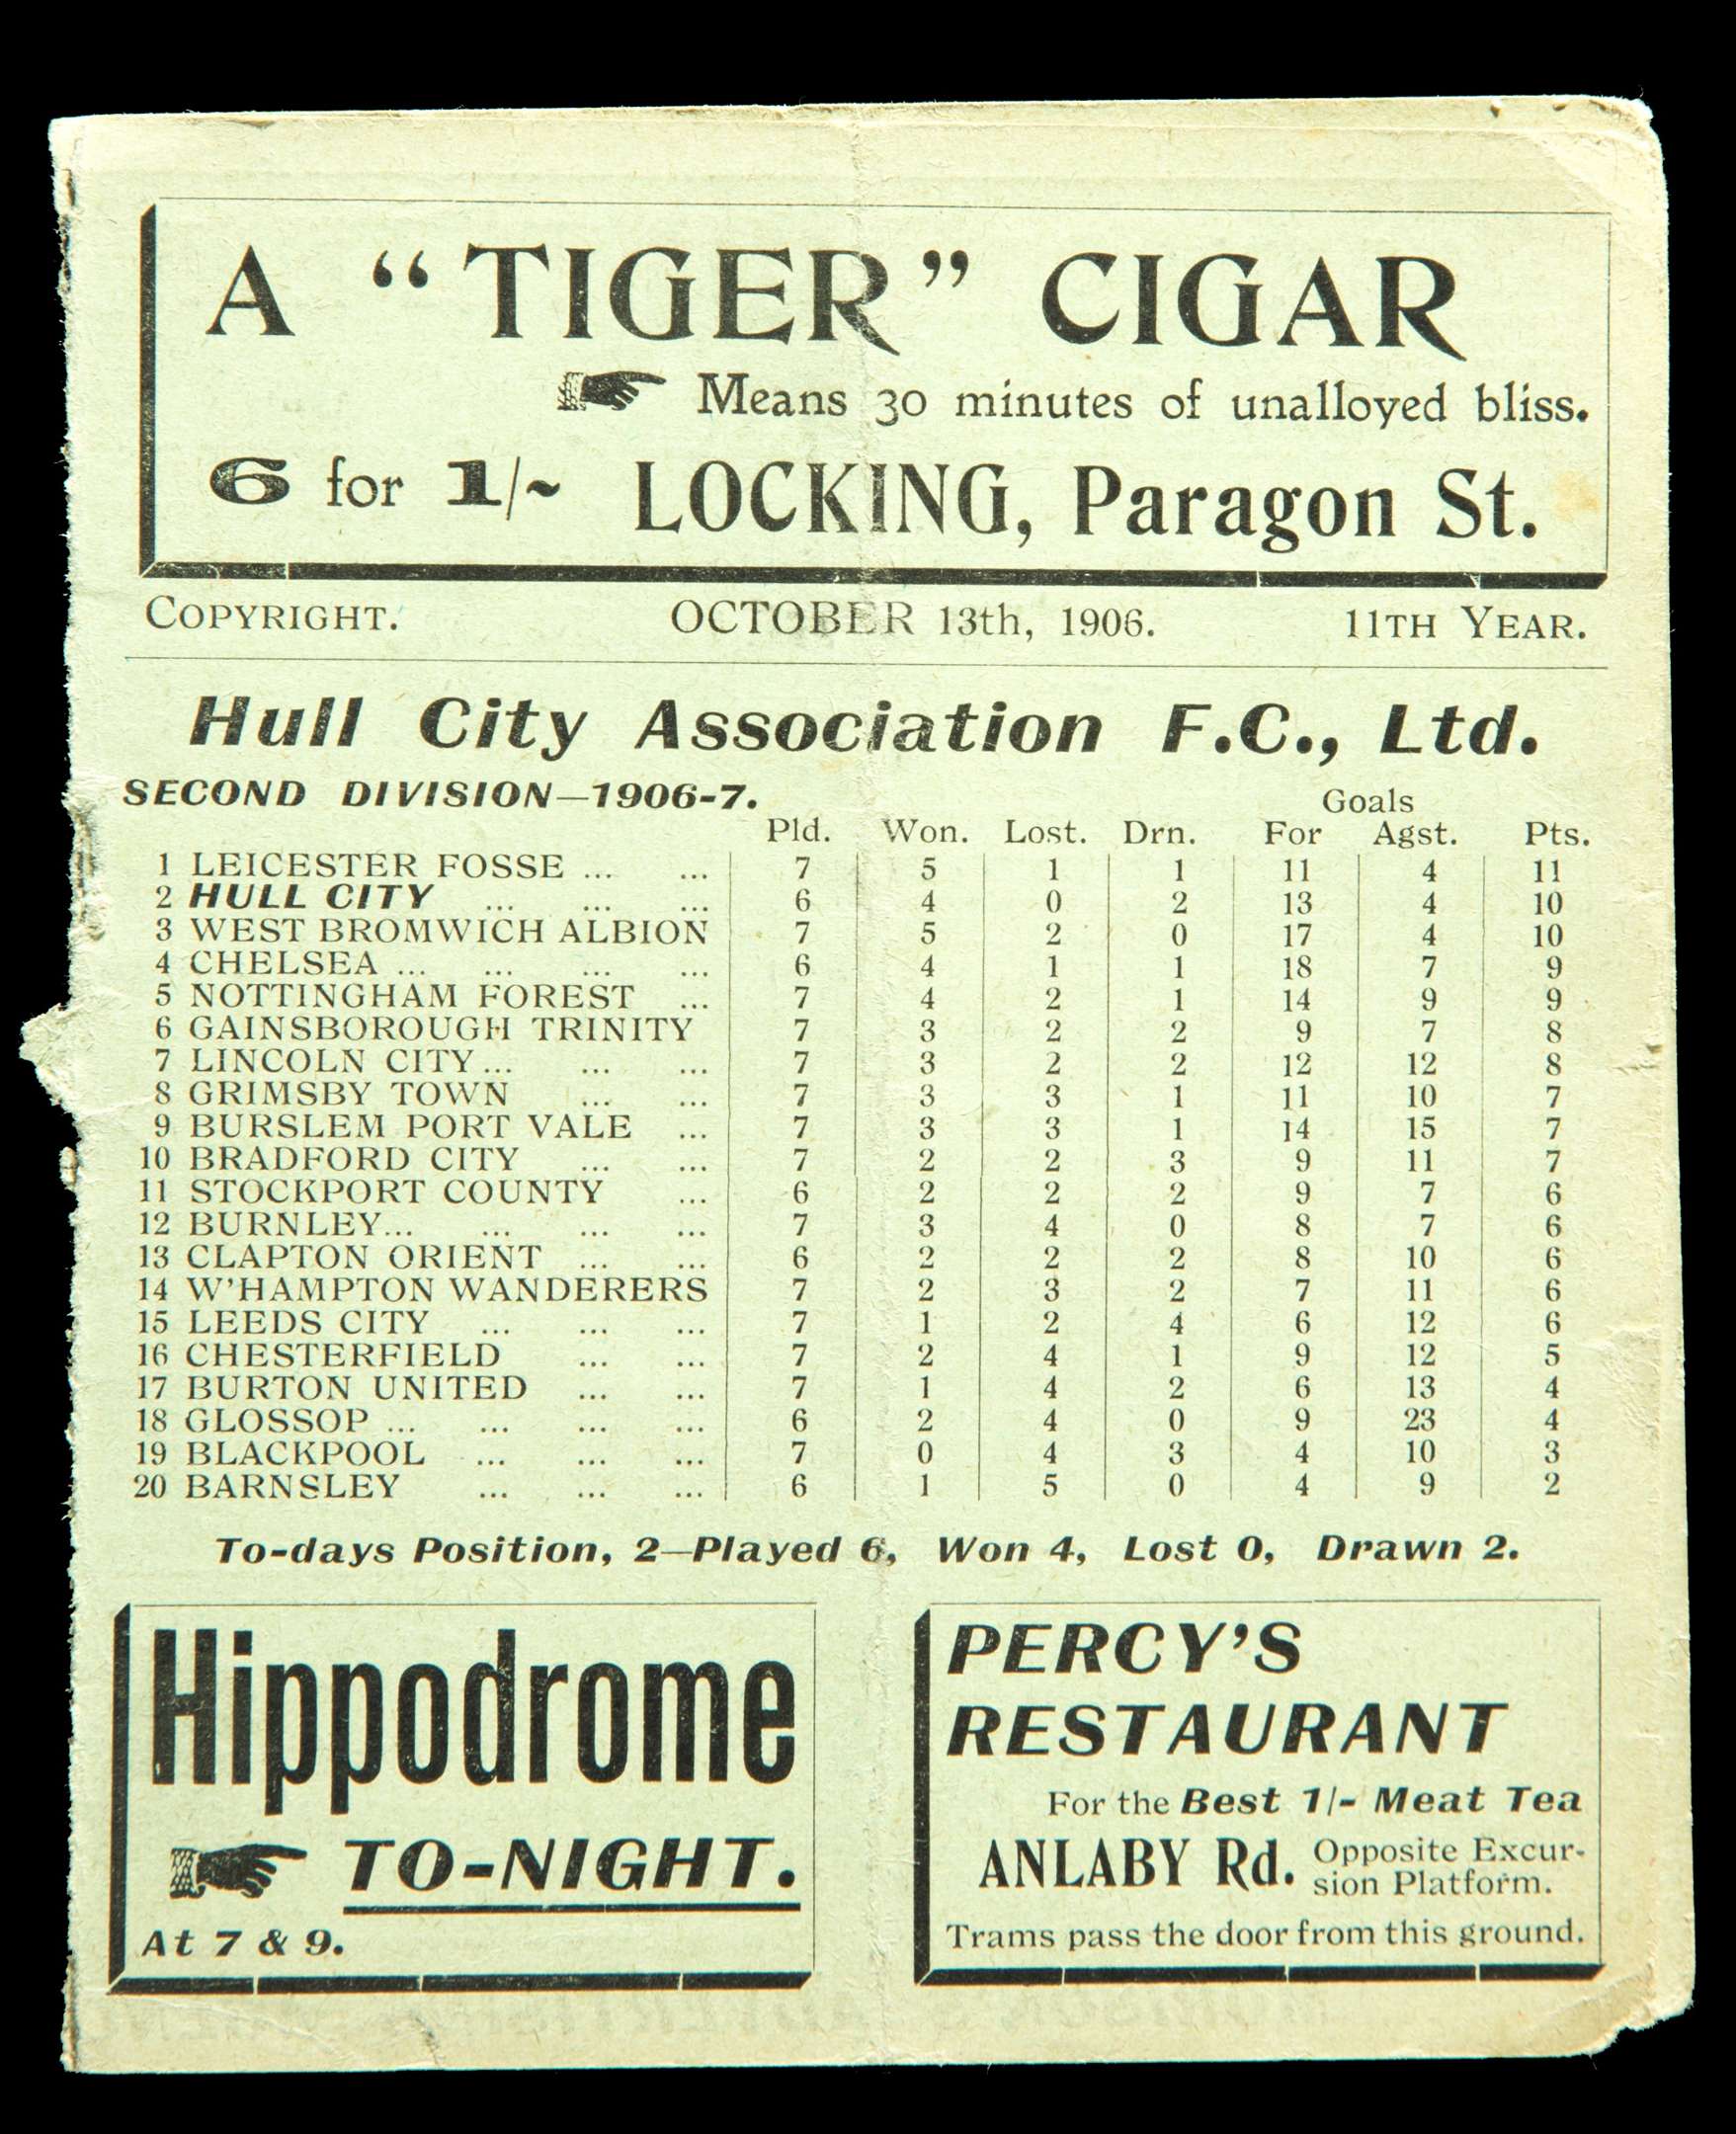 A “TIGER” CIGAR
Means 30 minutes of unalloyed bliss.
6 for 1/- LOCKING, Paragon St.
COPYRIGHT. OCTOBER 13th, 1906. 11TH YEAR.
Hull City Association F.C., Ltd.
SECOND DIVISION—1906-7. Goals
Pld. Won. Lost. Drn. For Agst. Pts.
1 LEICESTER FOSSE ... ... 7 5 1 1 11 4 11
2 HULL CITY ... ... ... 6 4 0 2 13 4 10
3 WEST BROMWICH ALBION 7 5 2 0 17 4 10
4 CHELSEA ... ... ... ... 6 4 1 1 18 7 9
5 NOTTINGHAM FOREST ... 7 4 2 1 14 9 9
6 GAINSBOROUGH TRINITY 7 3 2 2 9 7 8
7 LINCOLN CITY ... ... ... 7 3 2 2 12 12 8
8 GRIMSBY TOWN ... ... 7 3 3 1 11 10 7
9 BURSLEM PORT VALE ... 7 3 3 1 14 15 7
10 BRADFORD CITY ... ... 7 2 2 3 9 11 7
11 STOCKPORT COUNTY ... 6 2 2 2 9 7 6
12 BURNLEY... ... ... ... 7 3 4 0 8 7 6
13 CLAPTON ORIENT ... ... 6 2 2 2 8 10 6
14 W’HAMPTON WANDERERS 7 2 3 2 7 11 6
15 LEEDS CITY ... ... ... 7 1 2 4 6 12 6
16 CHESTERFIELD ... ... 7 2 4 1 9 12 5
17 BURTON UNITED ... ... 7 1 4 2 6 13 4
18 GLOSSOP ... ... ... ... 6 2 4 0 9 23 4
19 BLACKPOOL ... ... ... 7 0 4 3 4 10 3
20 BARNSLEY ... ... ... 6 1 5 0 4 9 2
To-days Position, 2—Played 6, Won 4, Lost 0, Drawn 2.
Hippodrome
TO-NIGHT.
At 7 & 9.
PERCY’S
RESTAURANT
For the Best 1/- Meat Tea
ANLABY Rd. Opposite Excur-
sion Platform.
Trams pass the door from this ground.